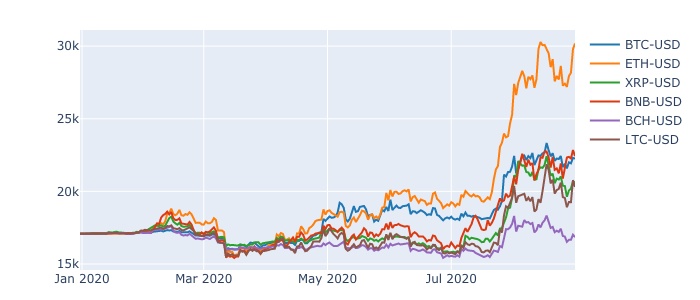 30k
25k
20k
15k
Jan 2020 Mar 2020 May 2020 Jul 2020
BTC-USD
ETH-USD
XRP-USD
BNB-USD
BCH-USD
LTC-USD